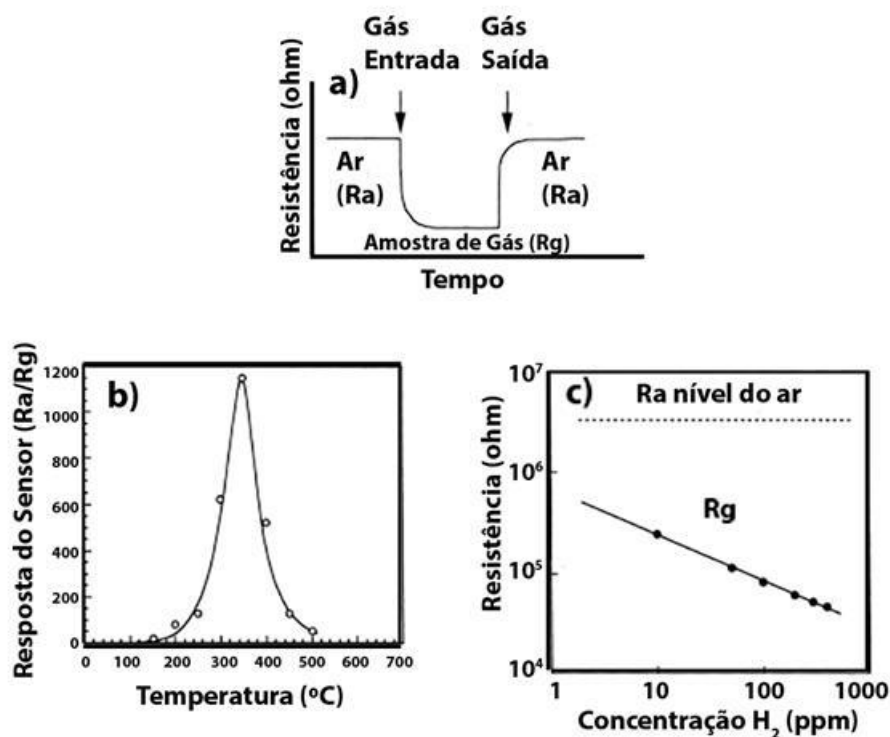 Gás Entrada
Gás Saída
a)
Resistência (ohm)
Ar (Ra)
Ar (Ra)
Amostra de Gás (Rg)
Tempo
b)
Resposta do Sensor (Ra/Rg)
1200
1000
800
600
400
200
0
0
100
200
300
400
500
600
700
Temperatura (ºC)
c)
Resistência (ohm)
10⁷
10⁶
10⁵
10⁴
Ra nível do ar
Rg
1
10
100
1000
Concentração H₂ (ppm)